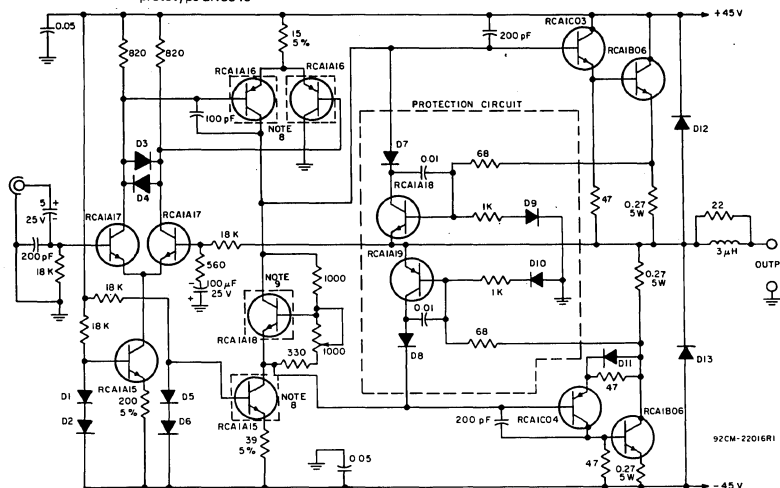 prototype
+45V
0.05
820
820
15
5%
200 pF
RCA1C03
RCA1B06
RCA1A16
RCA1A16
100 pF
NOTE
8
PROTECTION CIRCUIT
D3
D4
D7
0.01
68
RCA1A18
1K
D9
D12
5
25 V
+
RCA1A17
RCA1A17
200 pF
18 K
18 K
47
0.27
5W
22
3 μH
OUTP
560
100 μF
25 V
-
+
NOTE
9
1000
RCA1A19
D10
1K
0.27
5W
18 K
18 K
RCA1A18
1000
0.01
68
330
D8
D11
D13
RCA1A15
D1
D2
200
5%
D5
D6
NOTE
8
RCA1A15
39
5%
200 pF
RCA1C04
47
RCA1B06
92CM-22016R1
47
0.27
5W
0.05
-45V